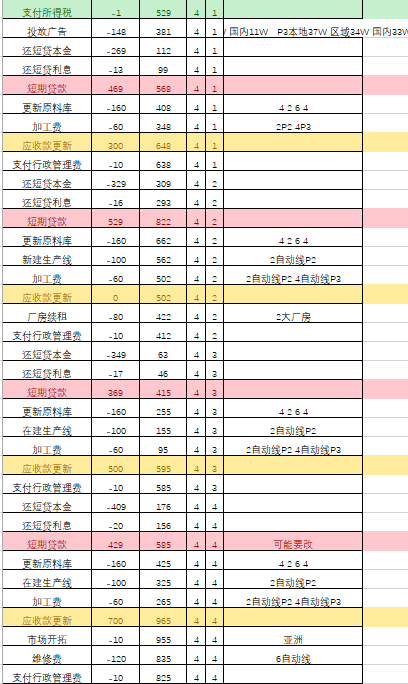 支付所得税 -1 529 4 1
投放广告 -148 381 4 1 / 国内11W P3本地37W 区域34W 国内33W
还短贷本金 -269 112 4 1
还短贷利息 -13 99 4 1
短期贷款 469 568 4 1
更新原料库 -160 408 4 1 4 2 6 4
加工费 -60 348 4 1 2P2 4P3
应收款更新 300 648 4 1
支付行政管理费 -10 638 4 1
还短贷本金 -329 309 4 2
还短贷利息 -16 293 4 2
短期贷款 529 822 4 2
更新原料库 -160 662 4 2 4 2 6 4
新建生产线 -100 562 4 2 2自动线P2
加工费 -60 502 4 2 2自动线P2 4自动线P3
应收款更新 0 502 4 2
厂房续租 -80 422 4 2 2大厂房
支付行政管理费 -10 412 4 2
还短贷本金 -349 63 4 3
还短贷利息 -17 46 4 3
短期贷款 369 415 4 3
更新原料库 -160 255 4 3 4 2 6 4
在建生产线 -100 155 4 3 2自动线P2
加工费 -60 95 4 3 2自动线P2 4自动线P3
应收款更新 500 595 4 3
支付行政管理费 -10 585 4 3
还短贷本金 -409 176 4 4
还短贷利息 -20 156 4 4
短期贷款 429 585 4 4 可能要改
更新原料库 -160 425 4 4 4 2 6 4
在建生产线 -100 325 4 4 2自动线P2
加工费 -60 265 4 4 2自动线P2 4自动线P3
应收款更新 700 965 4 4
市场开拓 -10 955 4 4 亚洲
维修费 -120 835 4 4 6自动线
支付行政管理费 -10 825 4 4